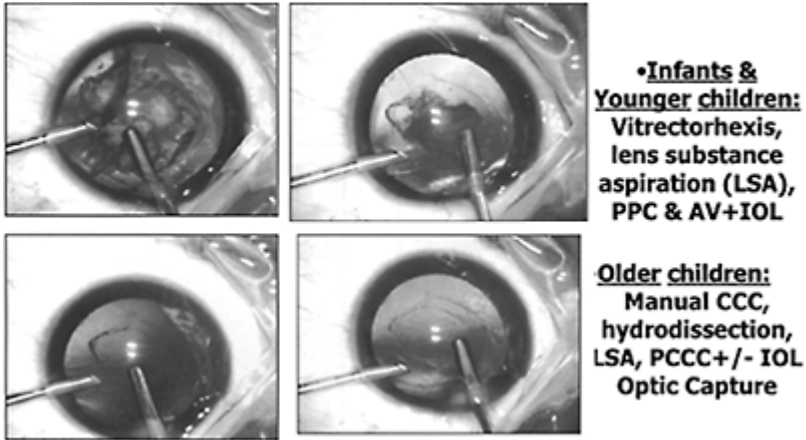 •Infants &
Younger children:
Vitrectorhexis,
lens substance
aspiration (LSA),
PPC & AV+IOL
·Older children:
Manual CCC,
hydrodissection,
LSA, PCCC+/- IOL
Optic Capture